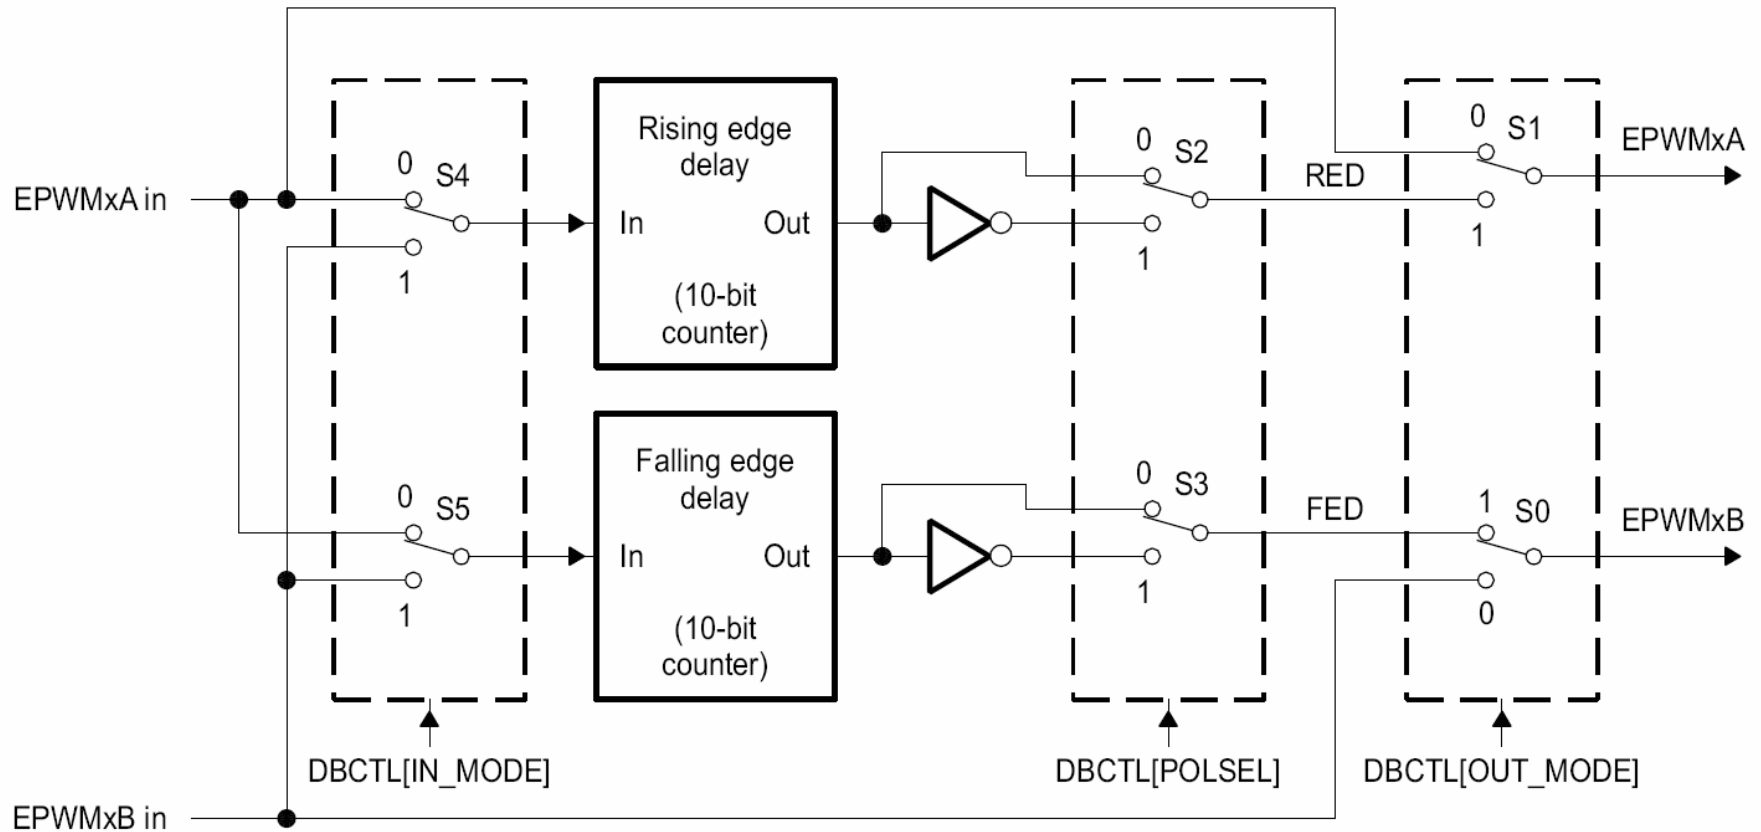 0
S1
EPWMxA
Rising edge
delay
0
S2
0
S4
RED
EPWMxA in
In
Out
1
1
1
(10-bit
counter)
Falling edge
delay
0
S3
0
S5
FED
1
S0
EPWMxB
In
Out
1
1
0
(10-bit
counter)
DBCTL[IN_MODE]
DBCTL[POLSEL]
DBCTL[OUT_MODE]
EPWMxB in